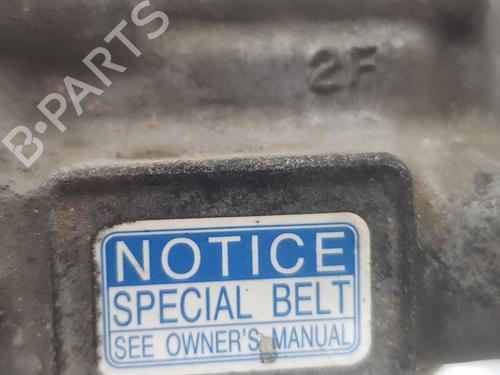 B-PARTS
2F
NOTICE
SPECIAL BELT
SEE OWNER'S MANUAL